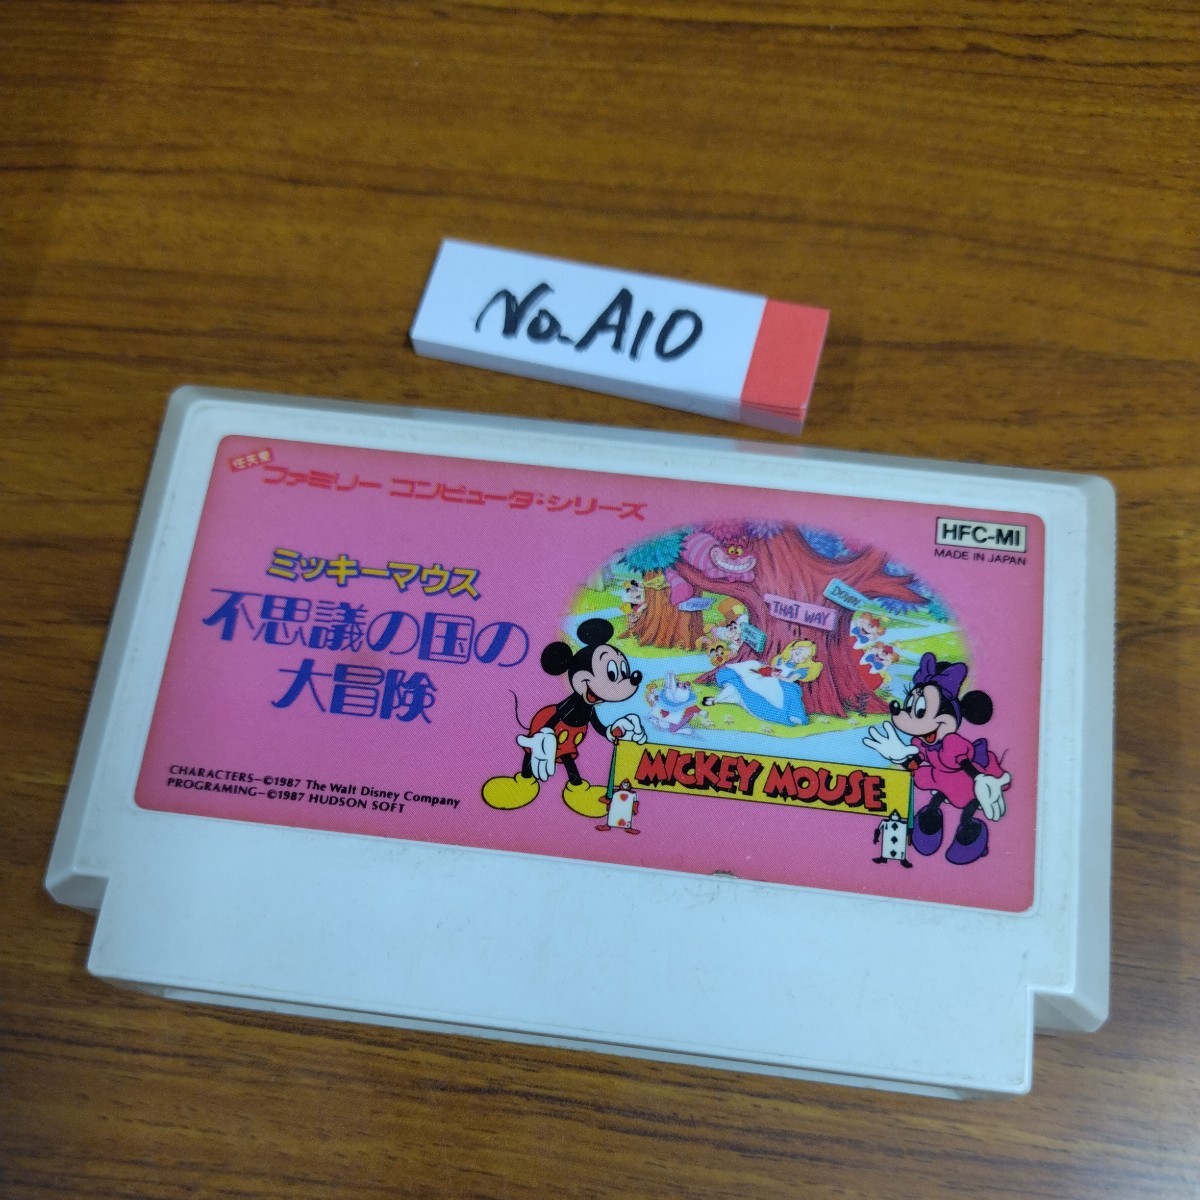 No.A10
任天堂
ファミリー コンピュータ・シリーズ
HFC-MI
MADE IN JAPAN
ミッキーマウス
不思議の国の
大冒険
DOWN
THAT WAY
MICKEY MOUSE
CHARACTERS—©1987 The Walt Disney Company
PROGRAMING—©1987 HUDSON SOFT